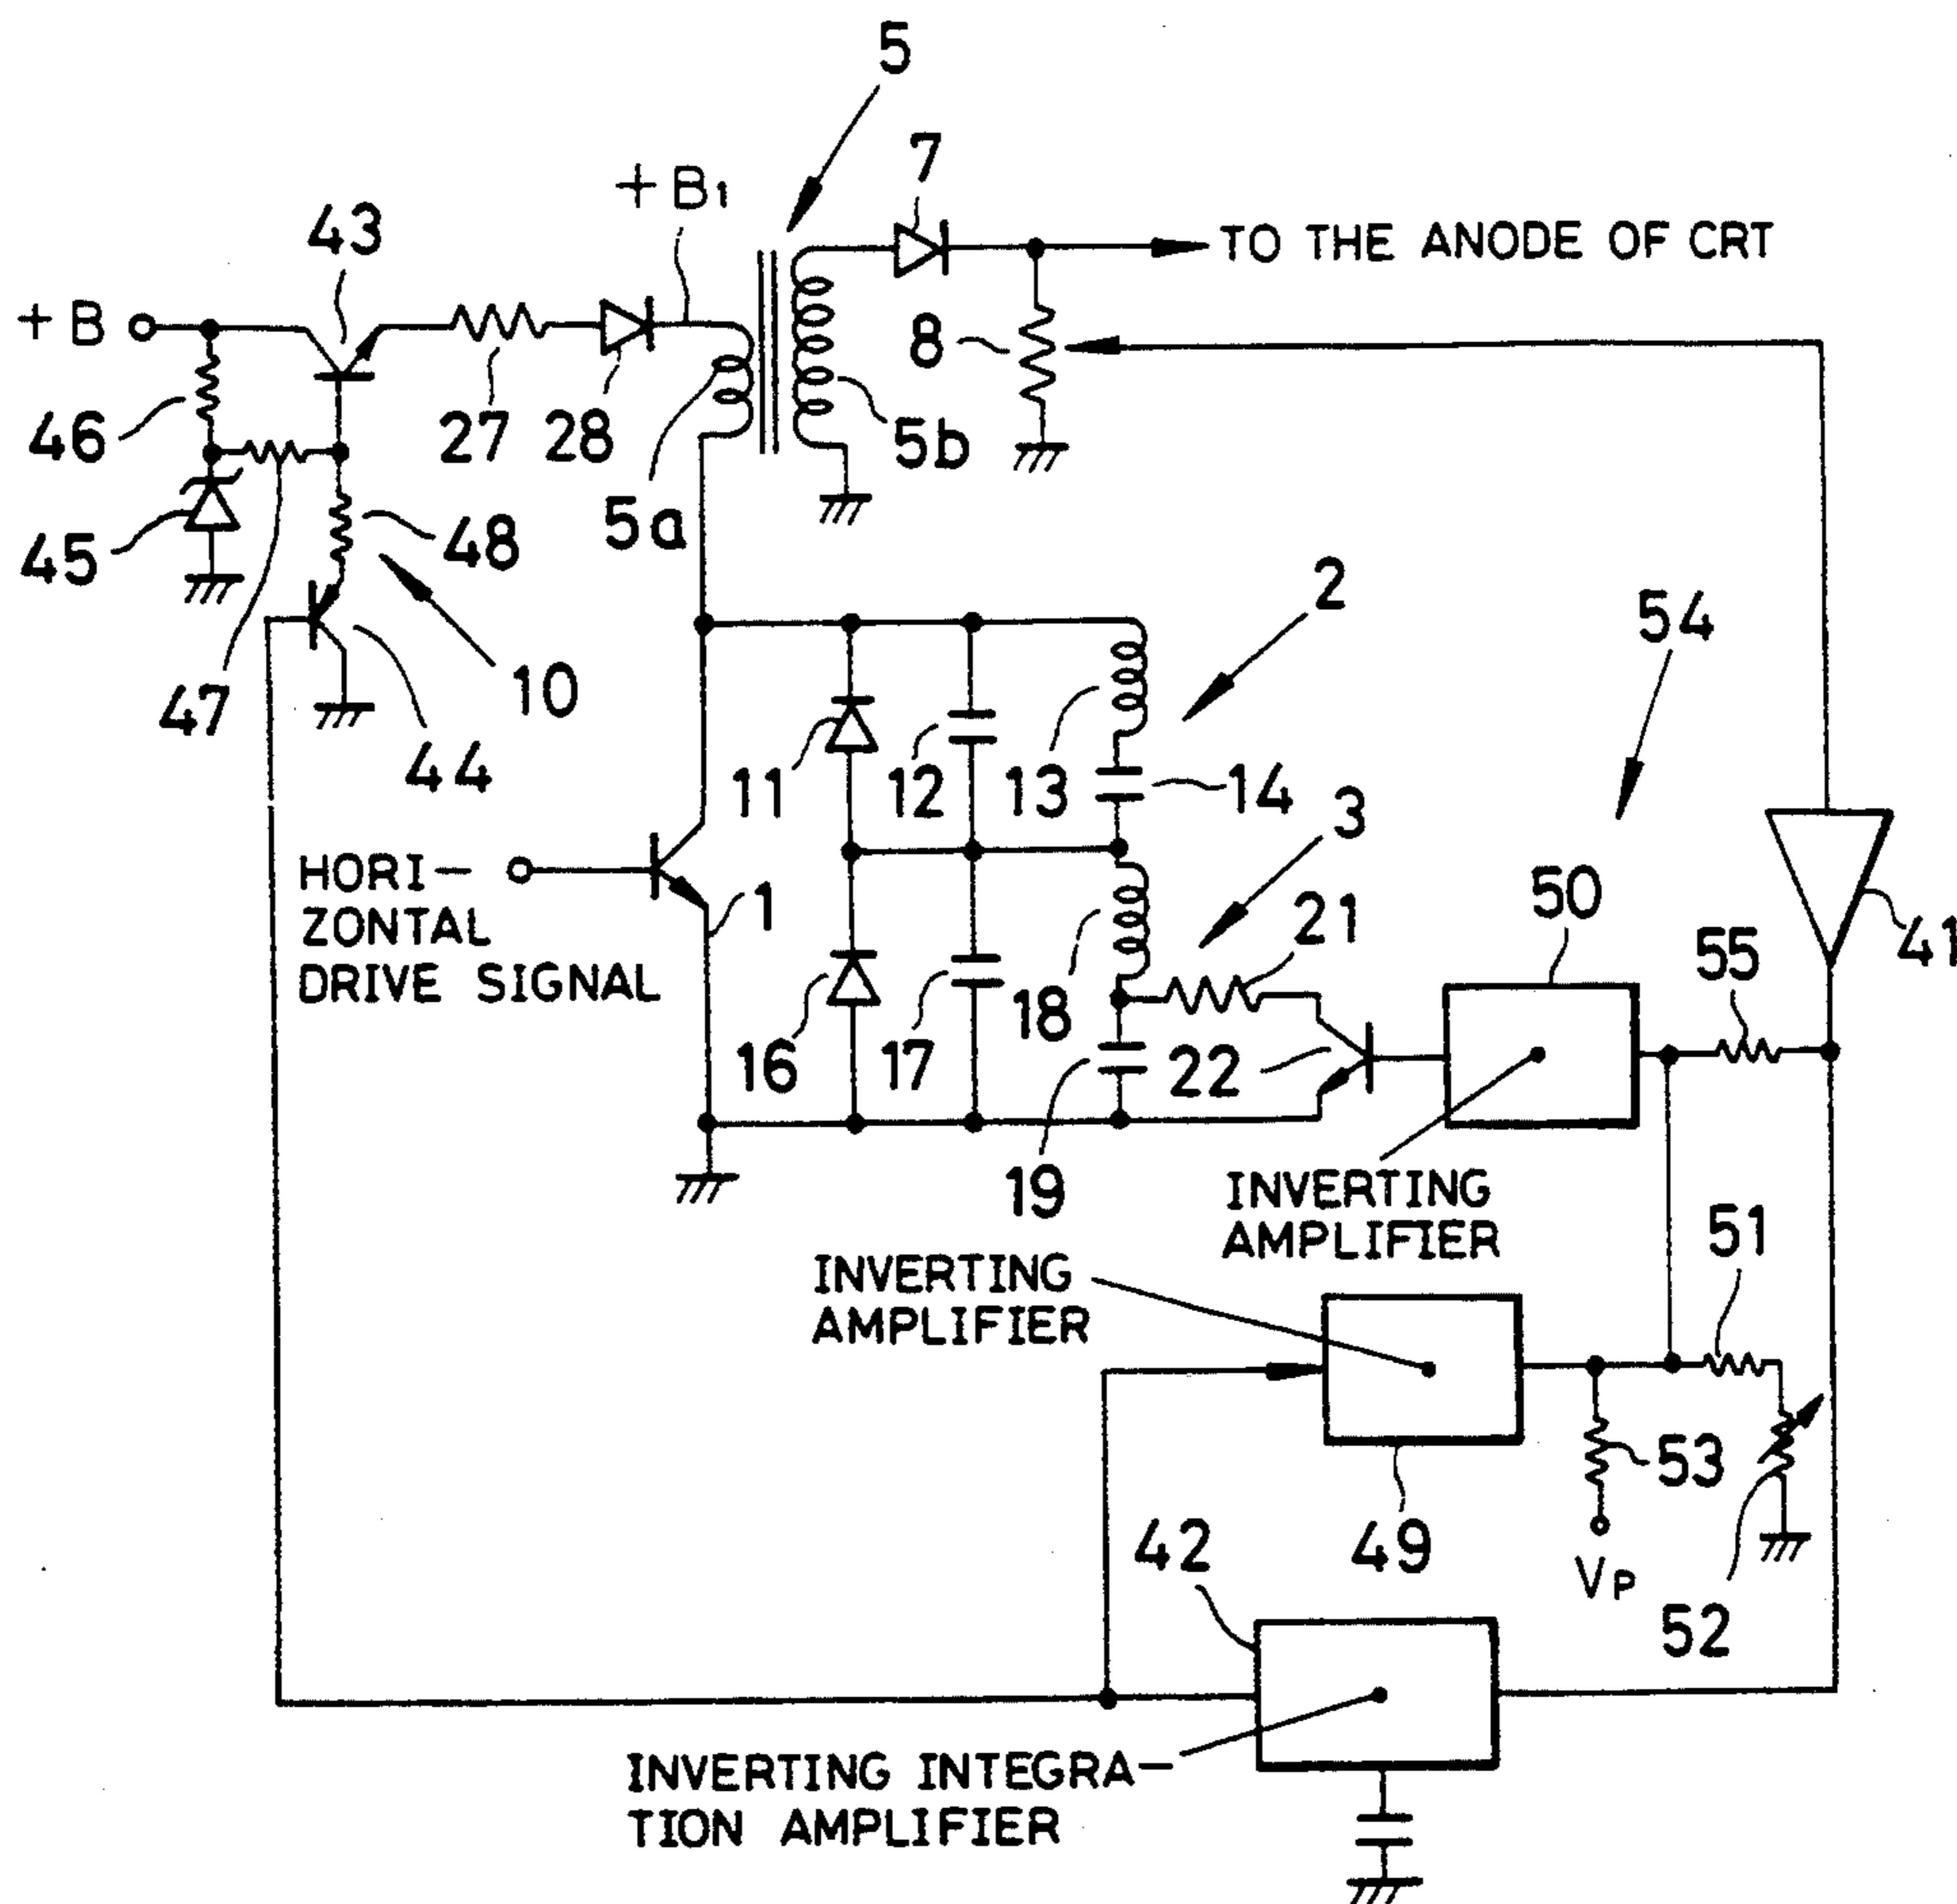 5
7
+B1
43
TO THE ANODE OF CRT
+B
8
46
27
28
5b
5a
45
48
2
54
47
10
44
11
12
13
14
3
HORI-
ZONTAL
DRIVE SIGNAL
1
50
21
41
55
16
17
18
22
19
INVERTING
AMPLIFIER
51
INVERTING
AMPLIFIER
53
42
49
VP
52
INVERTING INTEGRA-
TION AMPLIFIER